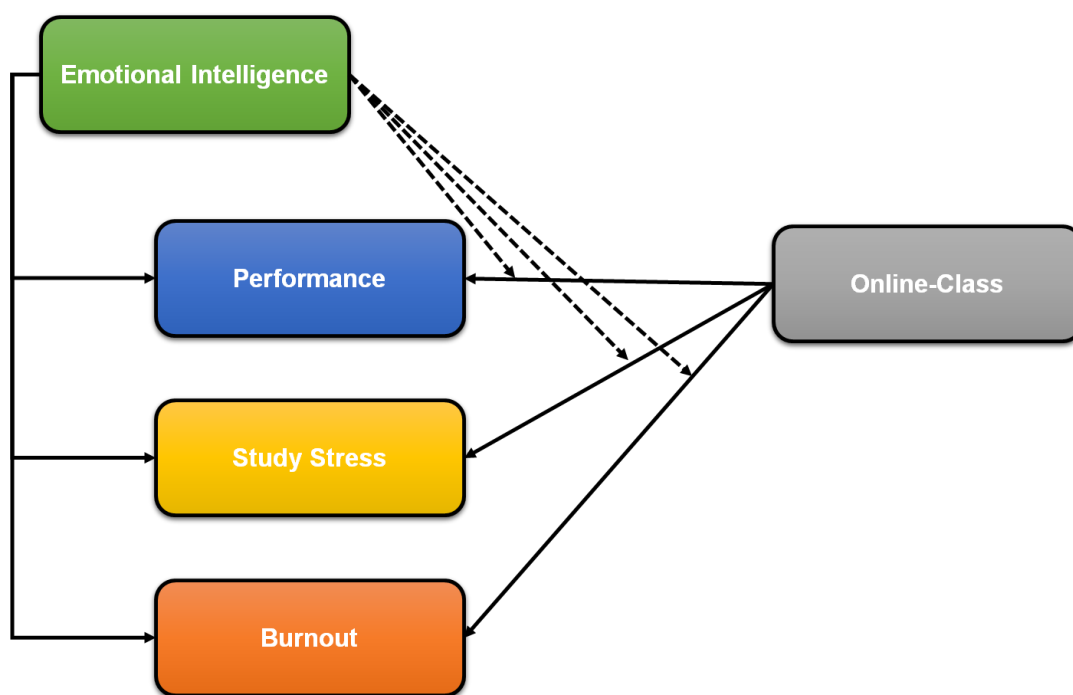 Emotional Intelligence
Performance
Online-Class
Study Stress
Burnout